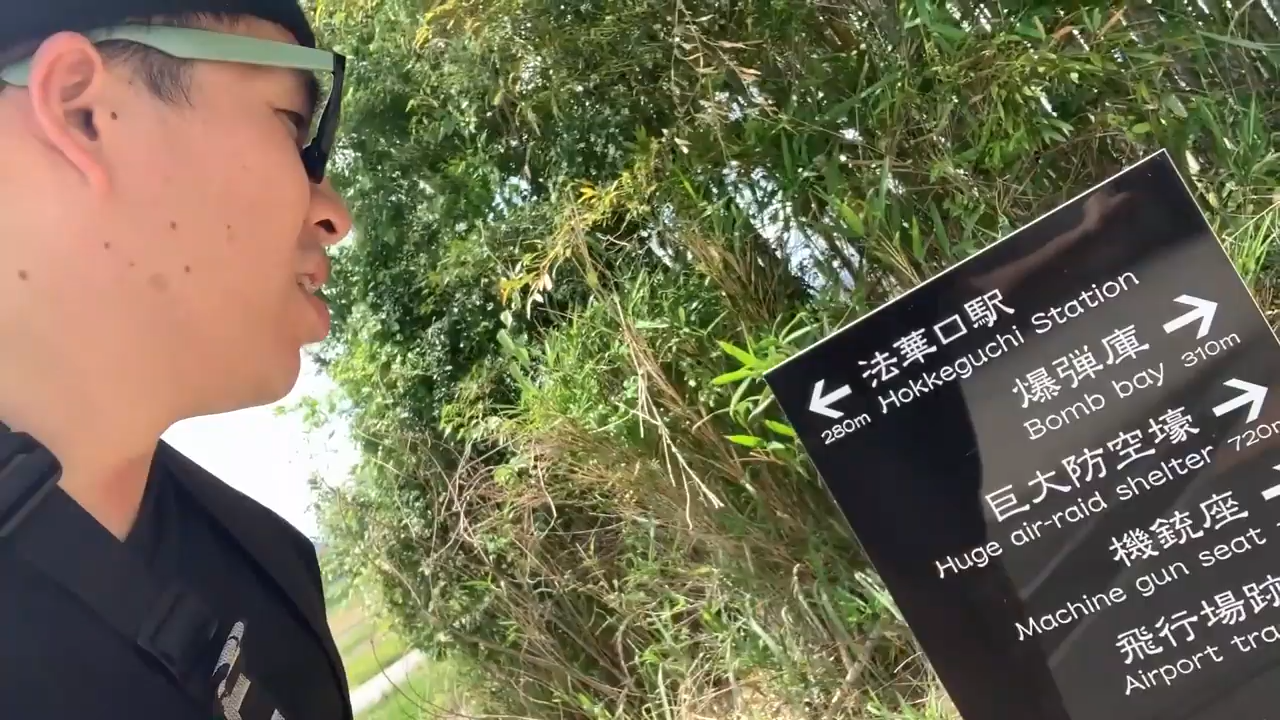 法華口駅
280m Hokkeguchi Station
爆弾庫
Bomb bay 310m
巨大防空壕
Huge air-raid shelter
機銃座
Machine gun seat
飛行場跡
Airport